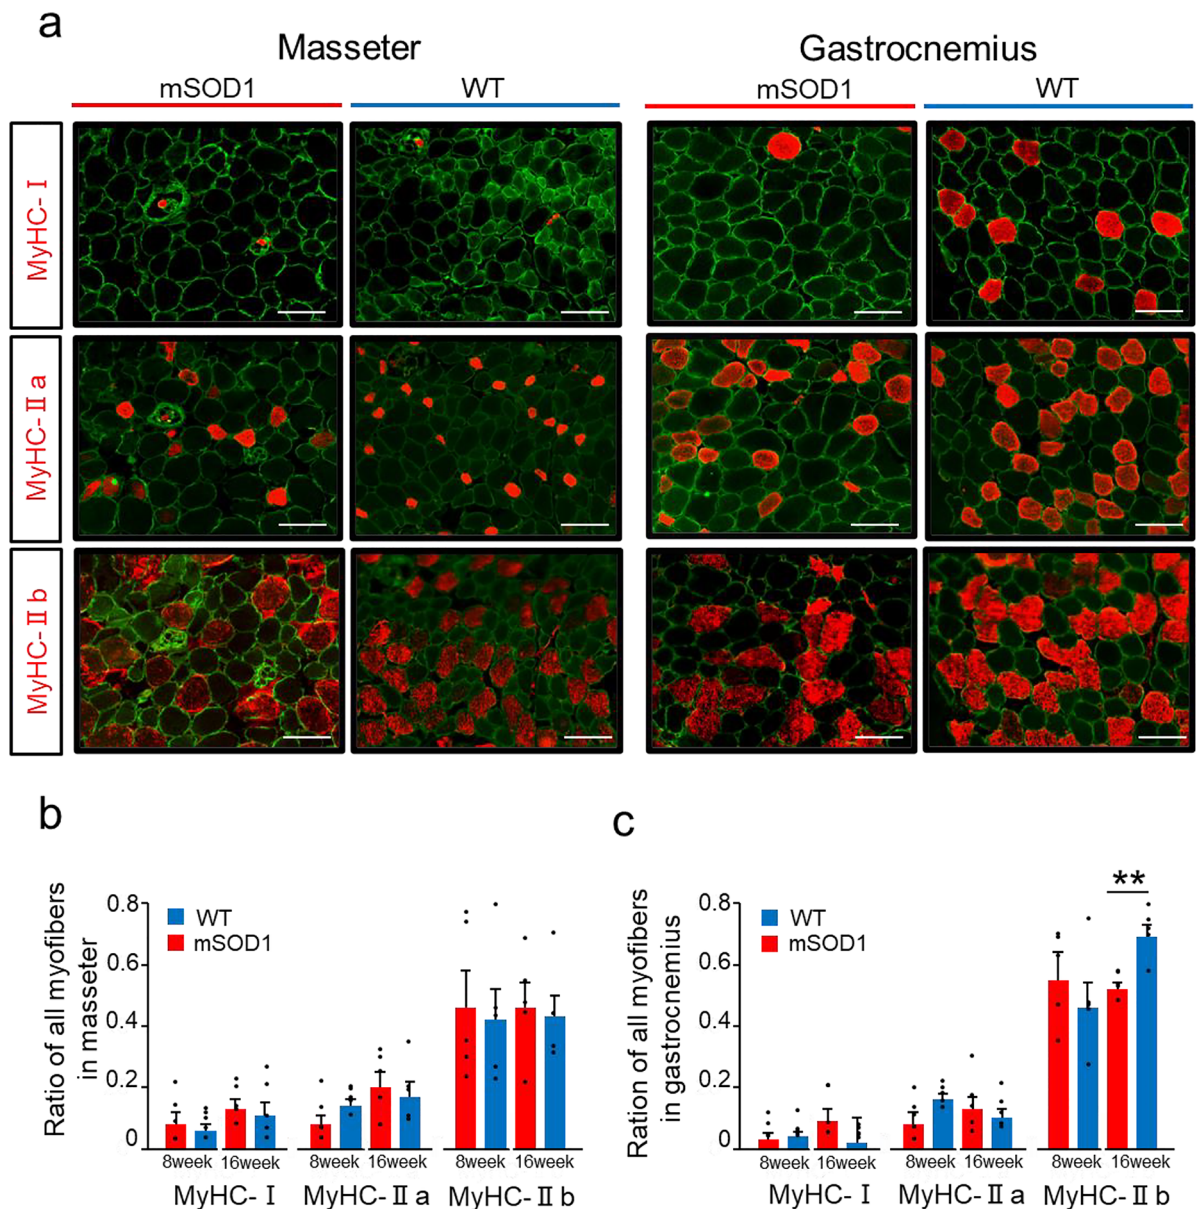 a
Masseter
Gastrocnemius
mSOD1
WT
mSOD1
WT
MyHC- I
MyHC- II a
MyHC- II b
b
Ratio of all myofibers
in masseter
0.8
0.6
0.4
0.2
0
WT
mSOD1
8week
16week
8week
16week
8week
16week
MyHC- I
MyHC- II a
MyHC- II b
c
Ration of all myofibers
in gastrocnemius
0.8
0.6
0.4
0.2
0
WT
mSOD1
**
8week
16week
8week
16week
8week
16week
MyHC- I
MyHC- II a
MyHC- II b